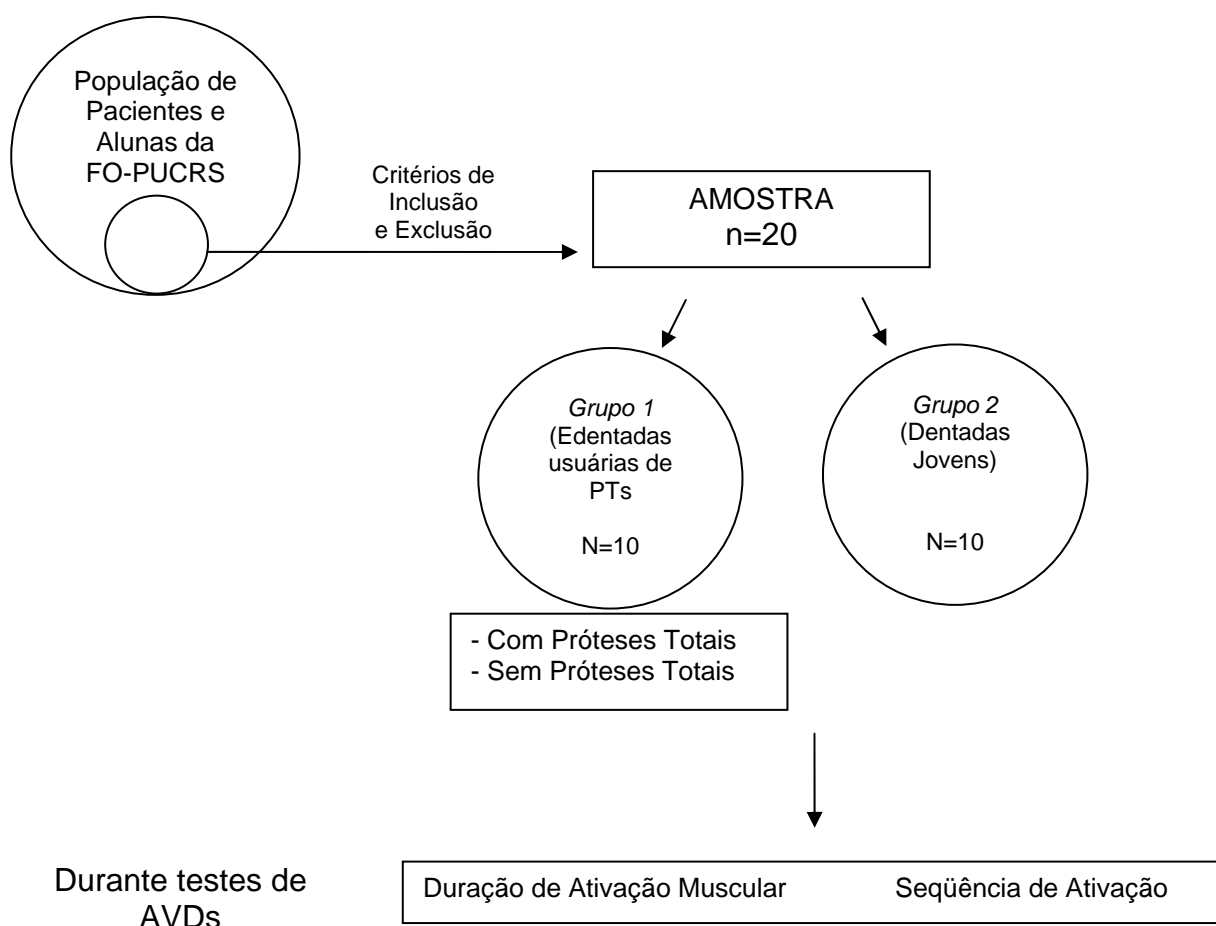 População de
Pacientes e
Alunas da
FO-PUCRS
Critérios de
Inclusão
e Exclusão
AMOSTRA
n=20
Grupo 1
(Edentadas
usuárias de
PTs
N=10
Grupo 2
(Dentadas
Jovens)
N=10
- Com Próteses Totais
- Sem Próteses Totais
Durante testes de
AVDs
Duração de Ativação Muscular Seqüência de Ativação